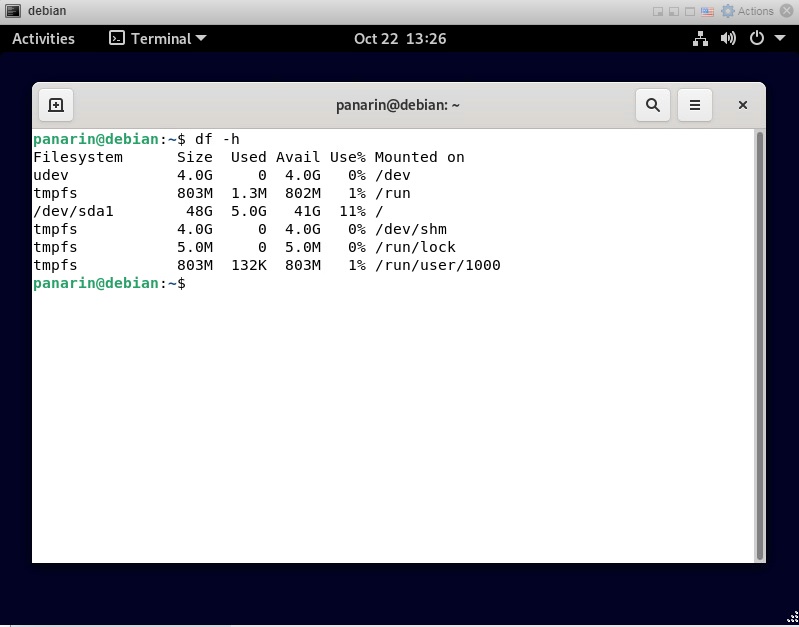 debian
Actions
Activities Terminal Oct 22 13:26
panarin@debian: ~
panarin@debian:~$ df -h
Filesystem      Size  Used Avail Use% Mounted on
udev            4.0G     0  4.0G   0% /dev
tmpfs           803M  1.3M  802M   1% /run
/dev/sda1        48G  5.0G   41G  11% /
tmpfs           4.0G     0  4.0G   0% /dev/shm
tmpfs           5.0M     0  5.0M   0% /run/lock
tmpfs           803M  132K  803M   1% /run/user/1000
panarin@debian:~$